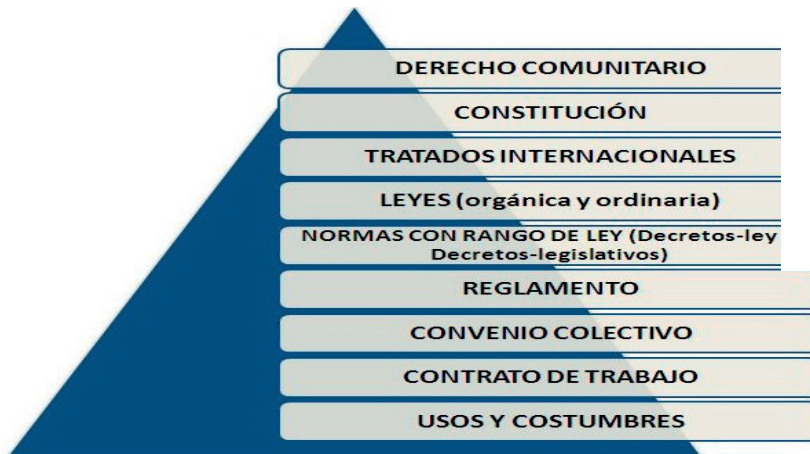 DERECHO COMUNITARIO
CONSTITUCIÓN
TRATADOS INTERNACIONALES
LEYES (orgánica y ordinaria)
NORMAS CON RANGO DE LEY (Decretos-ley
Decretos-legislativos)
REGLAMENTO
CONVENIO COLECTIVO
CONTRATO DE TRABAJO
USOS Y COSTUMBRES